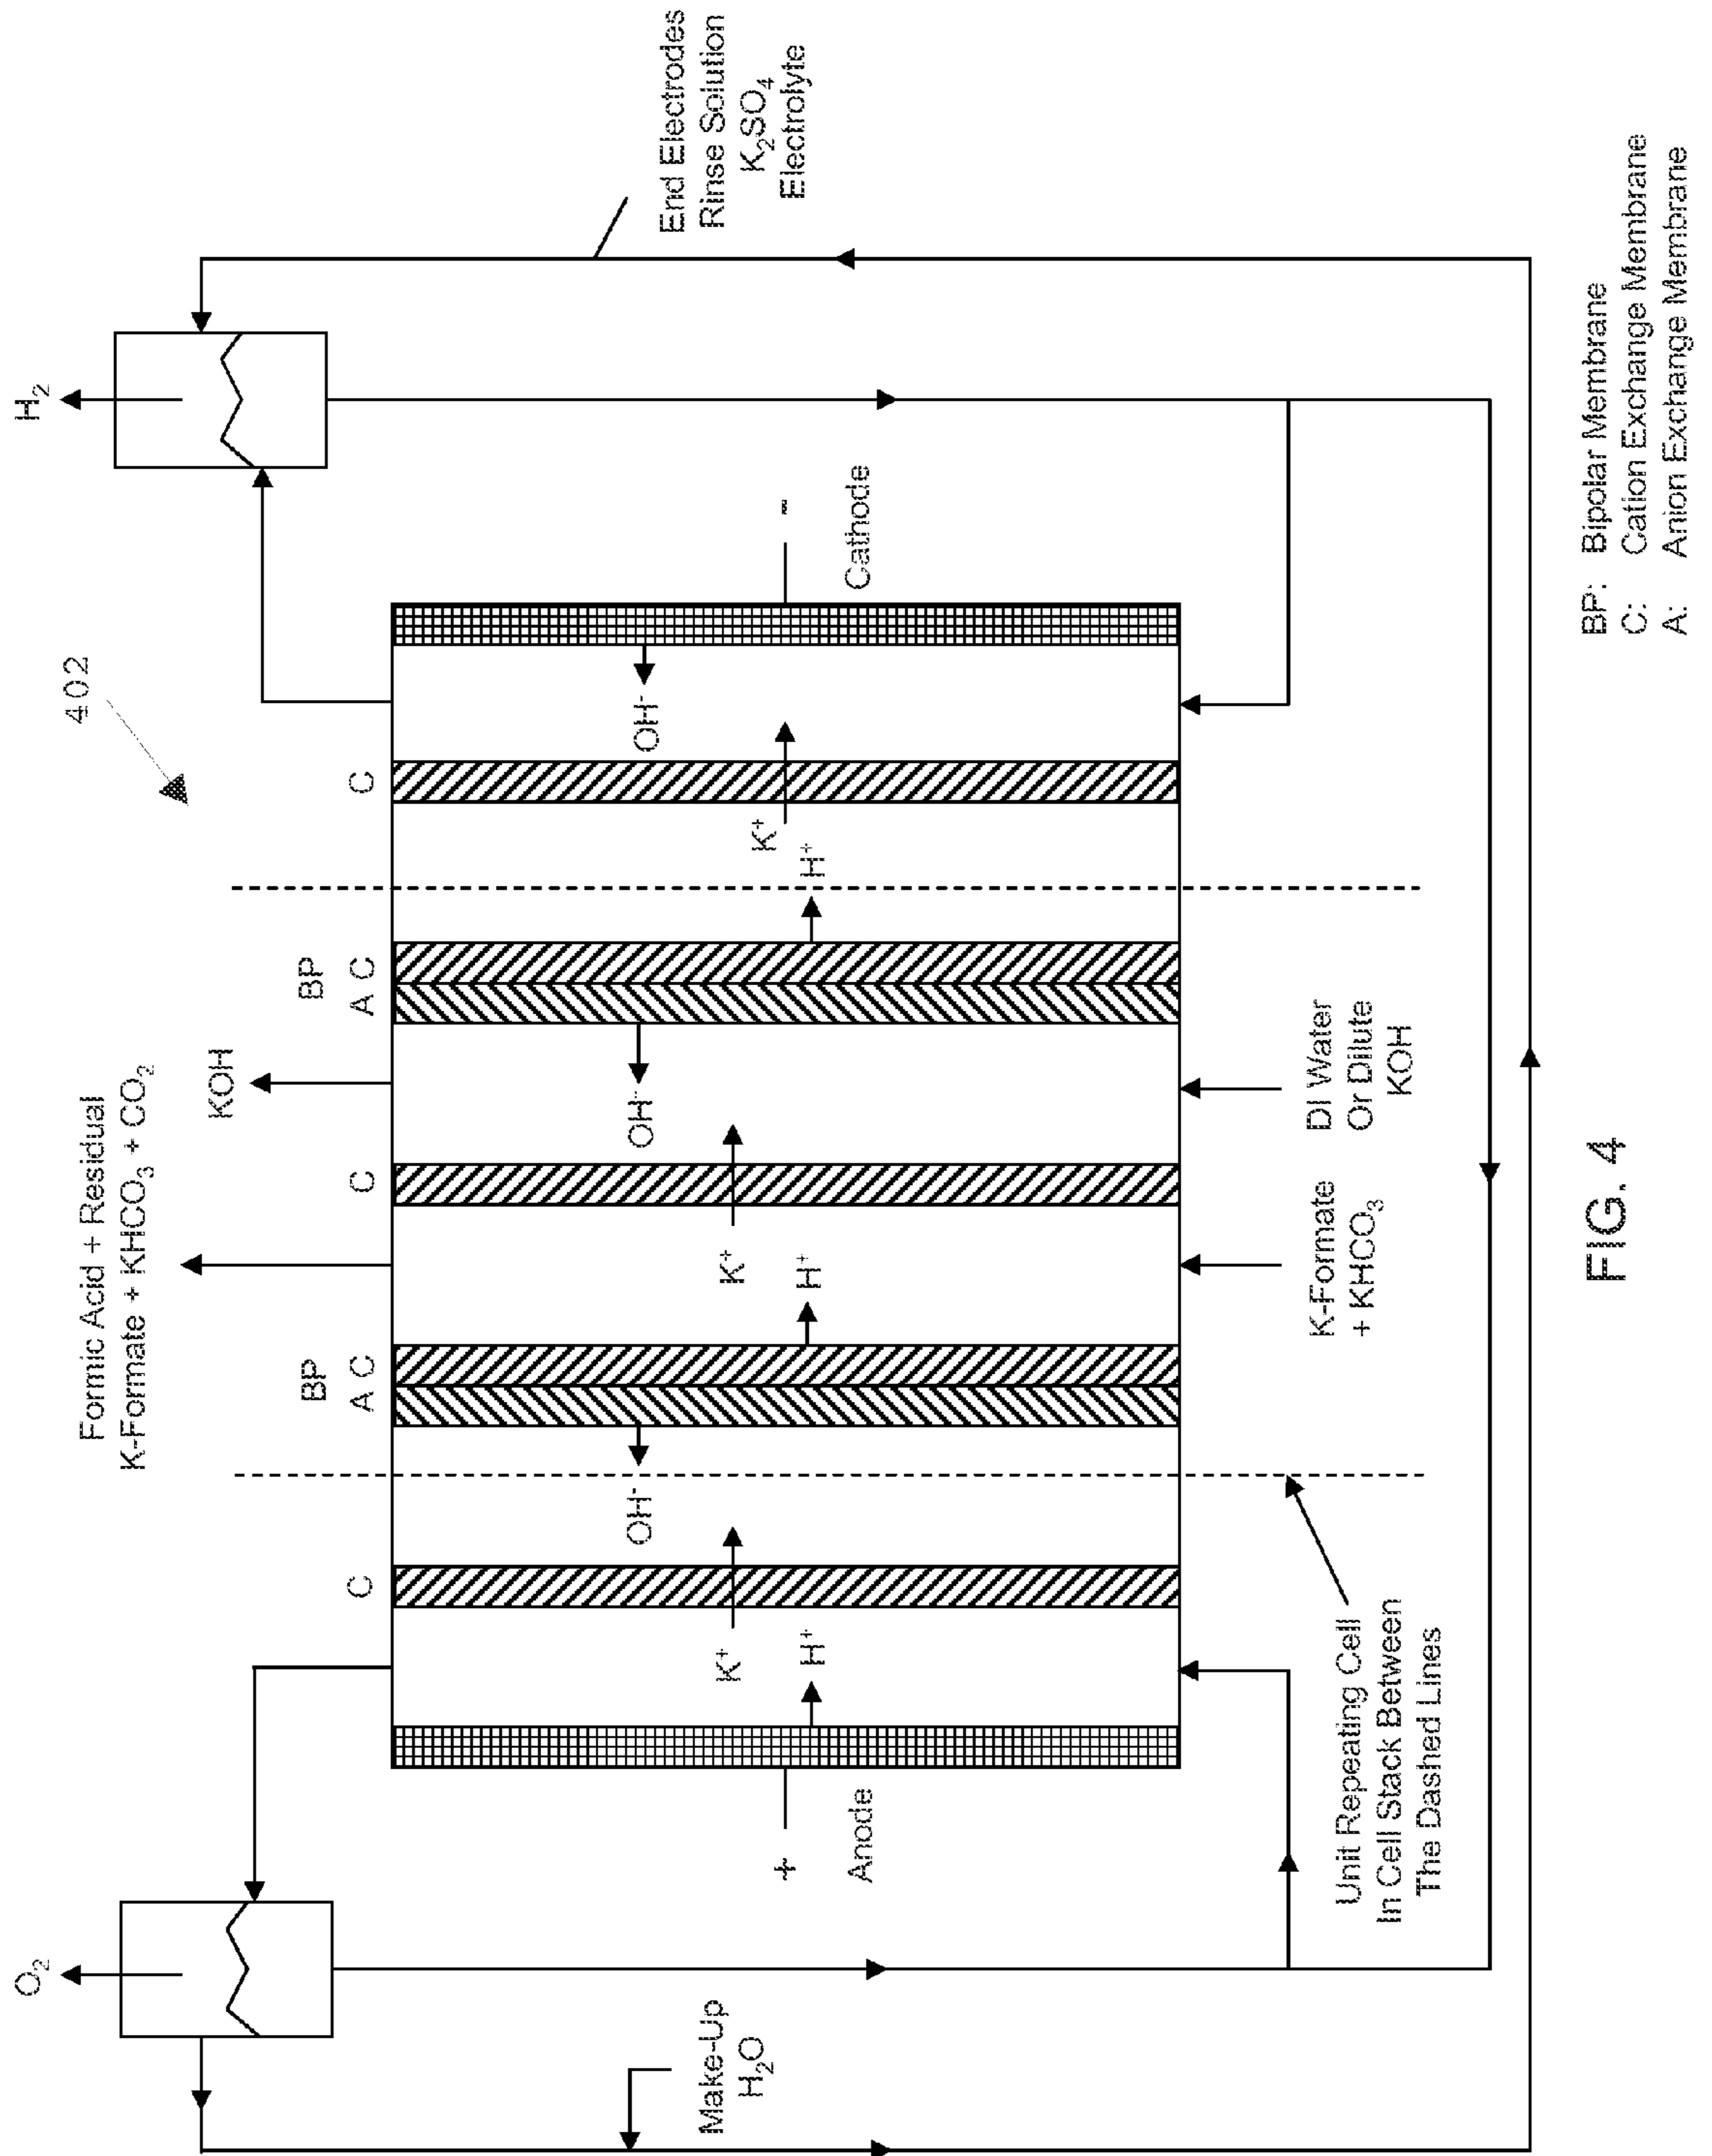 402
O₂
H₂
Formic Acid + Residual
K-Formate + KHCO₃ + CO₂
KOH
C
BP
A C
C
BP
A C
C
OH⁻
OH⁻
OH⁻
K⁺
K⁺
K⁺
H⁺
H⁺
H⁺
H⁺
+
Anode
-
Cathode
End Electrodes
Rinse Solution
K₂SO₄
Electrolyte
Make-Up
H₂O
Unit Repeating Cell
In Cell Stack Between
The Dashed Lines
K-Formate
+ KHCO₃
DI Water
Or Dilute
KOH
FIG. 4
BP: Bipolar Membrane
C: Cation Exchange Membrane
A: Anion Exchange Membrane